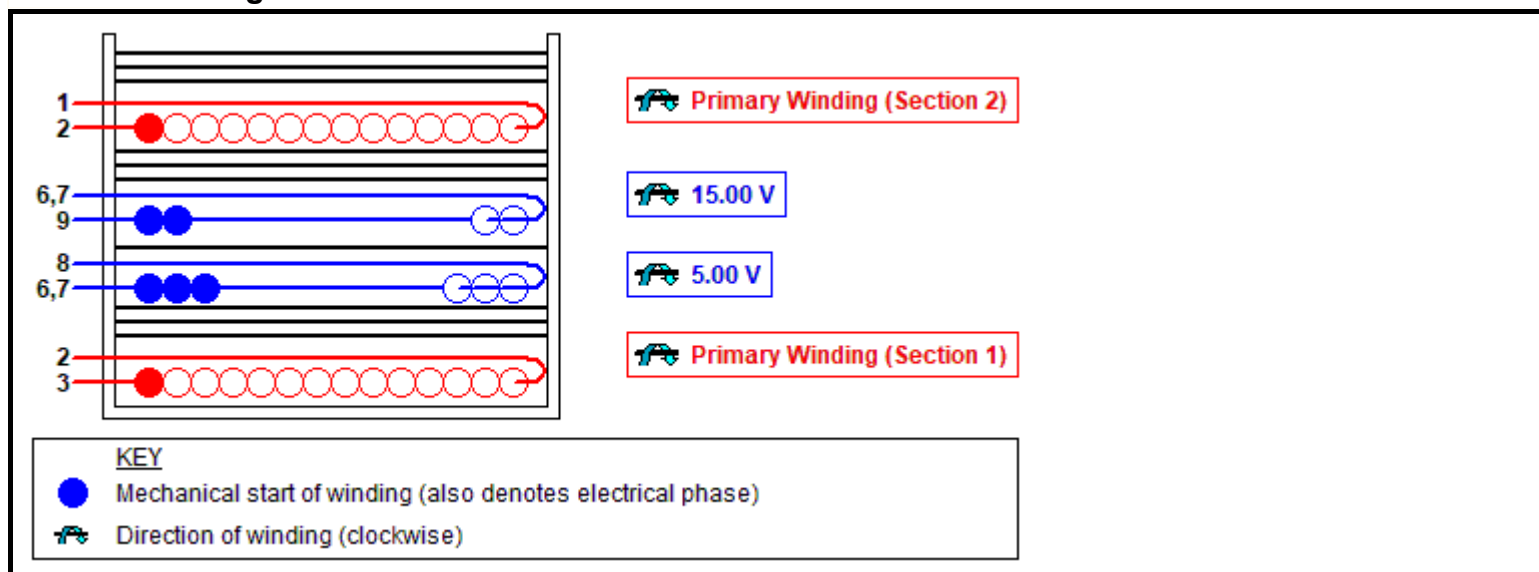 1
Primary Winding (Section 2)
2
6,7
15.00 V
9
8
5.00 V
6,7
2
Primary Winding (Section 1)
3
KEY
Mechanical start of winding (also denotes electrical phase)
Direction of winding (clockwise)